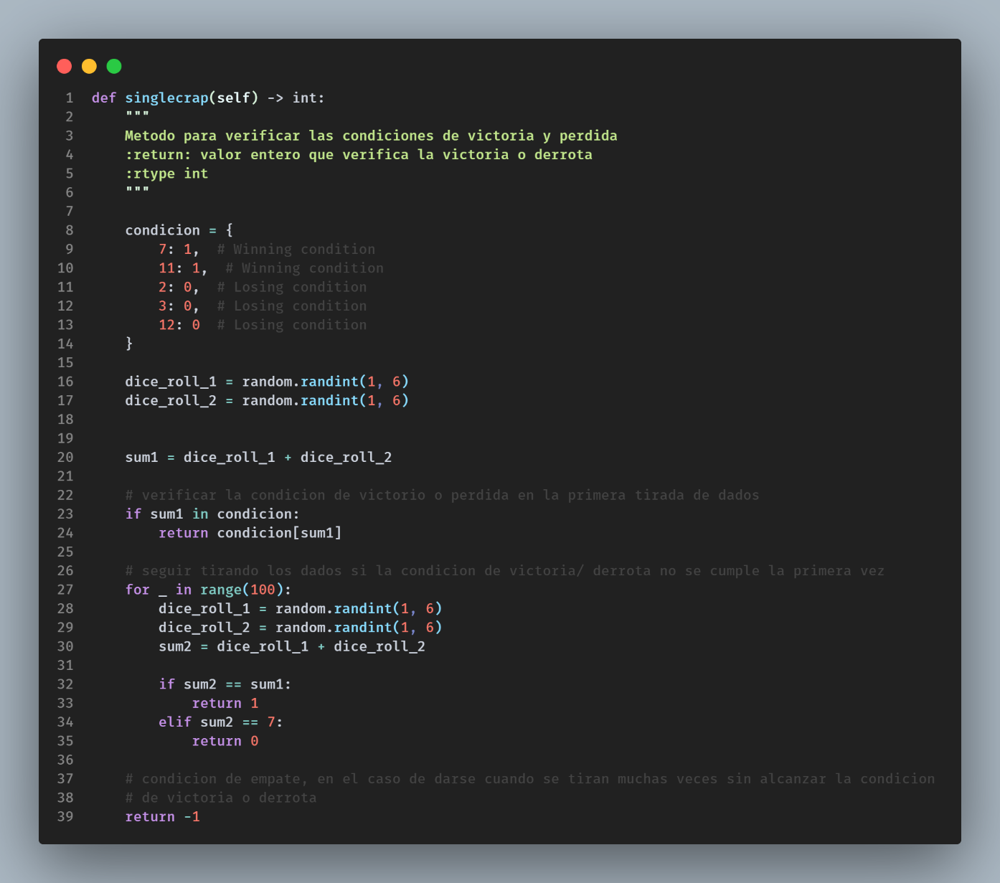 1 def singlecrap(self) -> int:
2     """
3     Metodo para verificar las condiciones de victoria y perdida
4     :return: valor entero que verifica la victoria o derrota
5     :rtype int
6     """
7
8     condicion = {
9         7: 1,  # Winning condition
10         11: 1,  # Winning condition
11         2: 0,  # Losing condition
12         3: 0,  # Losing condition
13         12: 0  # Losing condition
14     }
15
16     dice_roll_1 = random.randint(1, 6)
17     dice_roll_2 = random.randint(1, 6)
18
19
20     sum1 = dice_roll_1 + dice_roll_2
21
22     # verificar la condicion de victorio o perdida en la primera tirada de dados
23     if sum1 in condicion:
24         return condicion[sum1]
25
26     # seguir tirando los dados si la condicion de victoria/ derrota no se cumple la primera vez
27     for _ in range(100):
28         dice_roll_1 = random.randint(1, 6)
29         dice_roll_2 = random.randint(1, 6)
30         sum2 = dice_roll_1 + dice_roll_2
31
32         if sum2 == sum1:
33             return 1
34         elif sum2 == 7:
35             return 0
36
37     # condicion de empate, en el caso de darse cuando se tiran muchas veces sin alcanzar la condicion
38     # de victoria o derrota
39     return -1